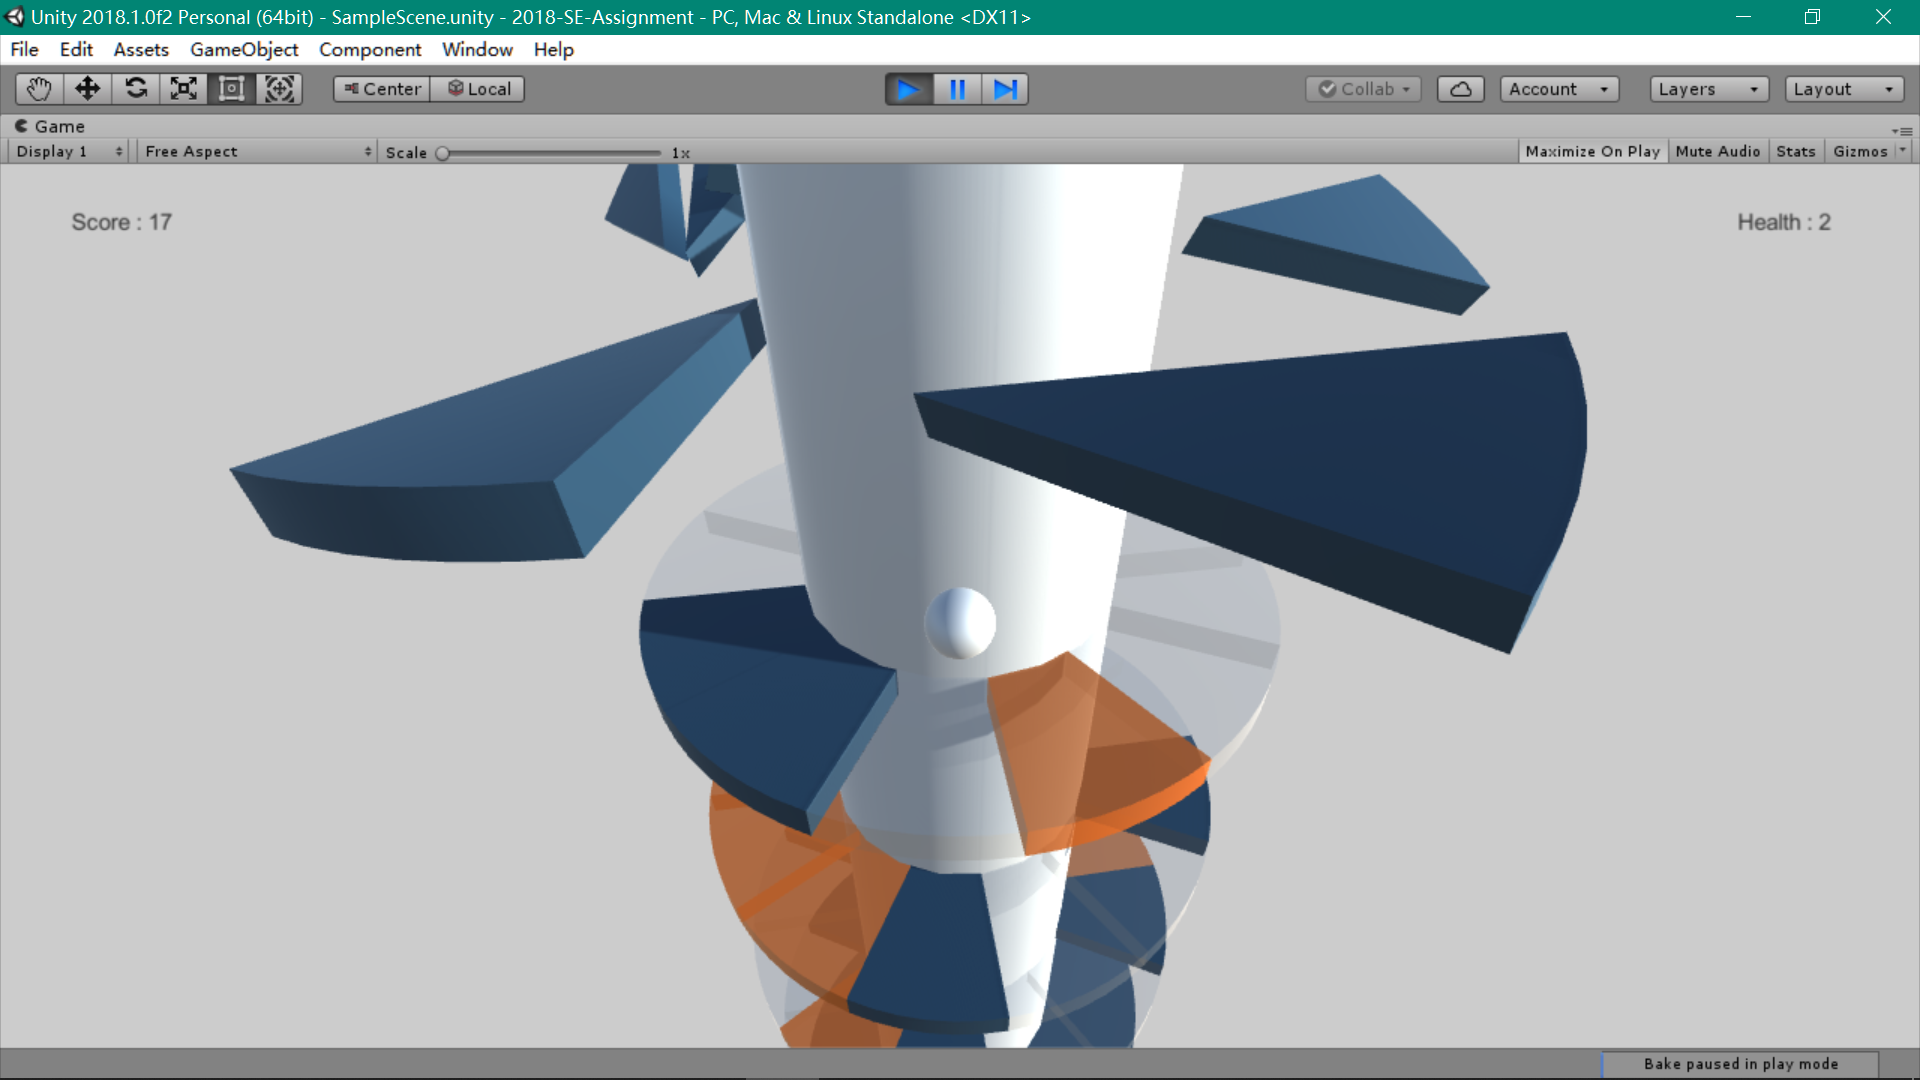 Unity 2018.1.0f2 Personal (64bit) - SampleScene.unity - 2018-SE-Assignment - PC, Mac & Linux Standalone <DX11>
File Edit Assets GameObject Component Window Help
Center Local Collab Account Layers Layout
Game
Display 1 Free Aspect Scale 1x Maximize On Play Mute Audio Stats Gizmos
Score : 17 Health : 2
Bake paused in play mode